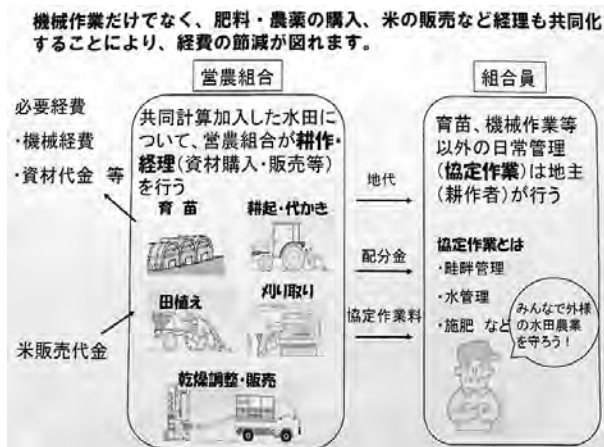 機械作業だけでなく、肥料・農薬の購入、米の販売など経理も共同化
することにより、経費の節減が図れます。
営農組合
組合員
必要経費
・機械経費
・資材代金 等
米販売代金
共同計算加入した水田に
ついて、営農組合が耕作・
経理(資材購入・販売等)
を行う
育 苗
耕起・代かき
田植え
刈り取り
乾燥調整・販売
地代
配分金
協定作業料
育苗、機械作業等
以外の日常管理
(協定作業)は地主
(耕作者)が行う
協定作業とは
・畦畔管理
・水管理
・施肥 など
みんなで外様
の水田農業
を守ろう！